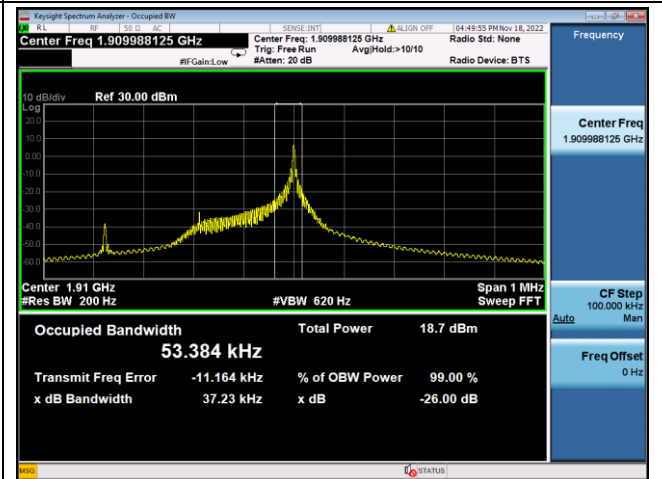 Keysight Spectrum Analyzer - Occupied BW
RL RF 50 Ω AC SENSE:INT ALIGN OFF 04:49:55 PM Nov 18, 2022
Center Freq 1.909988125 GHz Center Freq: 1.909988125 GHz Radio Std: None Frequency
Trig: Free Run Avg|Hold:>10/10
#IFGain:Low #Atten: 20 dB Radio Device: BTS
10 dB/div Ref 30.00 dBm
Log
20.0
10.0
0.00
-10.0
-20.0
-30.0
-40.0
-50.0
-60.0
Center 1.91 GHz Span 1 MHz
#Res BW 200 Hz #VBW 620 Hz Sweep FFT
Occupied Bandwidth Total Power 18.7 dBm
53.384 kHz
Transmit Freq Error -11.164 kHz % of OBW Power 99.00 %
x dB Bandwidth 37.23 kHz x dB -26.00 dB
Center Freq
1.909988125 GHz
CF Step
100.000 kHz
Auto Man
Freq Offset
0 Hz
MSG STATUS